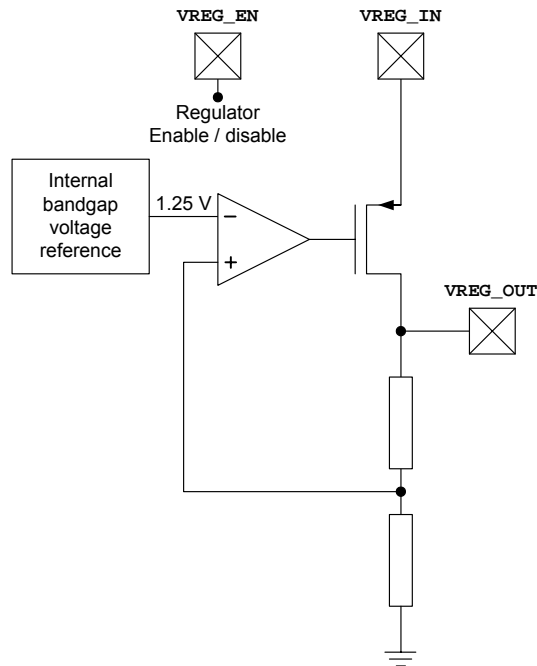 VREG_EN
VREG_IN
Regulator
Enable / disable
Internal
bandgap
voltage
reference
1.25 V
−
+
VREG_OUT